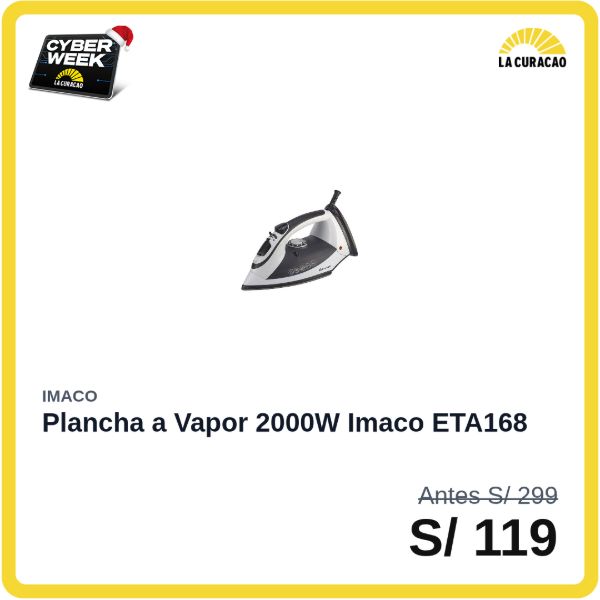 CYBER
WEEK
LA CURACAO
LA CURACAO
IMACO
Plancha a Vapor 2000W Imaco ETA168
Antes S/ 299
S/ 119